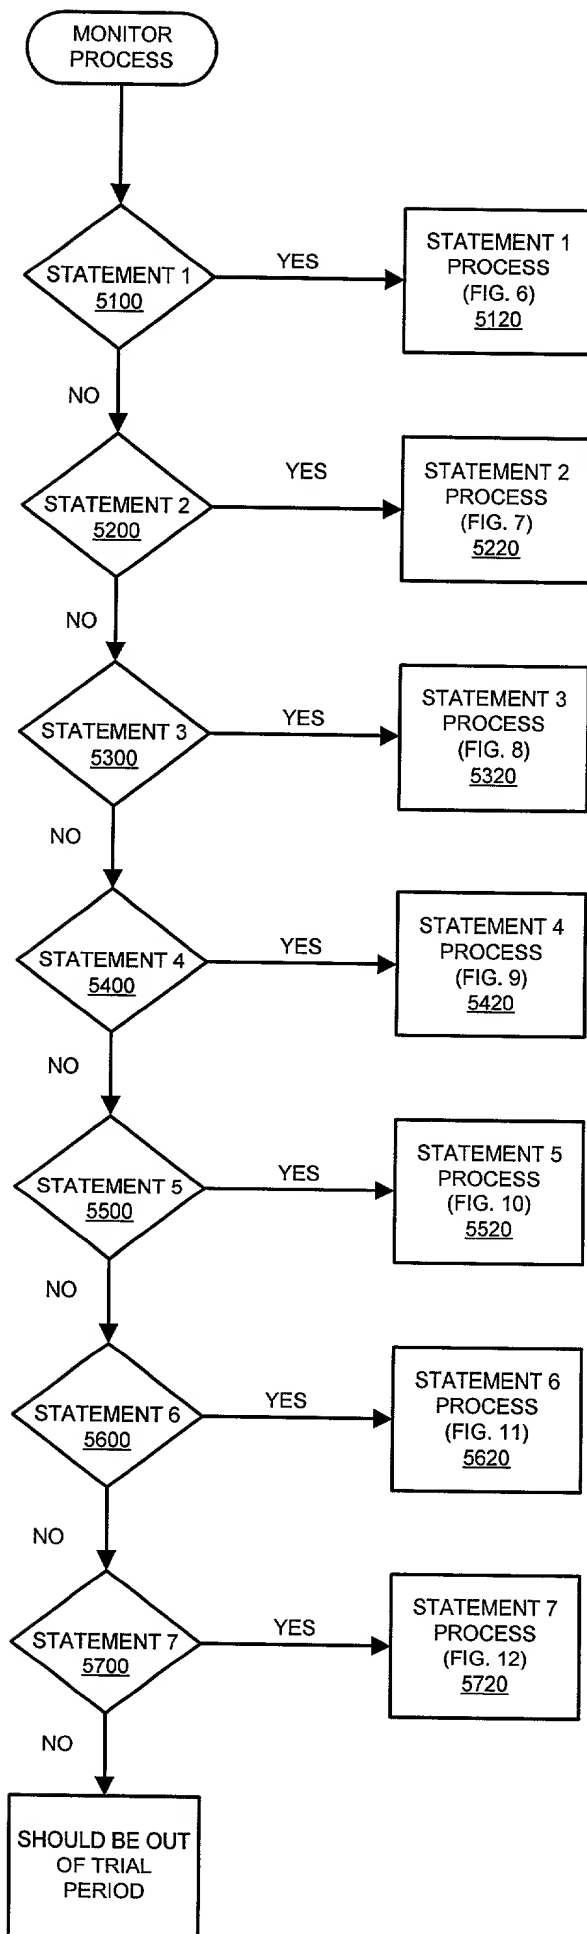 MONITOR
PROCESS
STATEMENT 1
5100
YES
STATEMENT 1
PROCESS
(FIG. 6)
5120
NO
STATEMENT 2
5200
YES
STATEMENT 2
PROCESS
(FIG. 7)
5220
NO
STATEMENT 3
5300
YES
STATEMENT 3
PROCESS
(FIG. 8)
5320
NO
STATEMENT 4
5400
YES
STATEMENT 4
PROCESS
(FIG. 9)
5420
NO
STATEMENT 5
5500
YES
STATEMENT 5
PROCESS
(FIG. 10)
5520
NO
STATEMENT 6
5600
YES
STATEMENT 6
PROCESS
(FIG. 11)
5620
NO
STATEMENT 7
5700
YES
STATEMENT 7
PROCESS
(FIG. 12)
5720
NO
SHOULD BE OUT
OF TRIAL
PERIOD